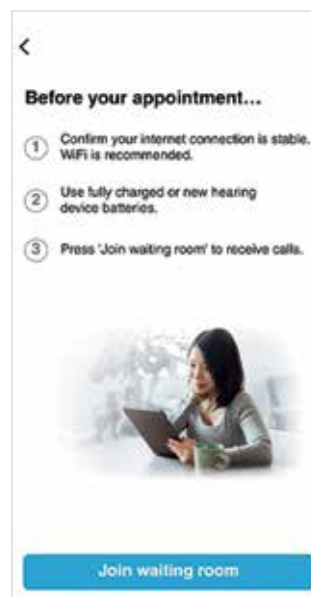 Before your appointment...
1 Confirm your internet connection is stable.
WiFi is recommended.
2 Use fully charged or new hearing
device batteries.
3 Press 'Join waiting room' to receive calls.
Join waiting room